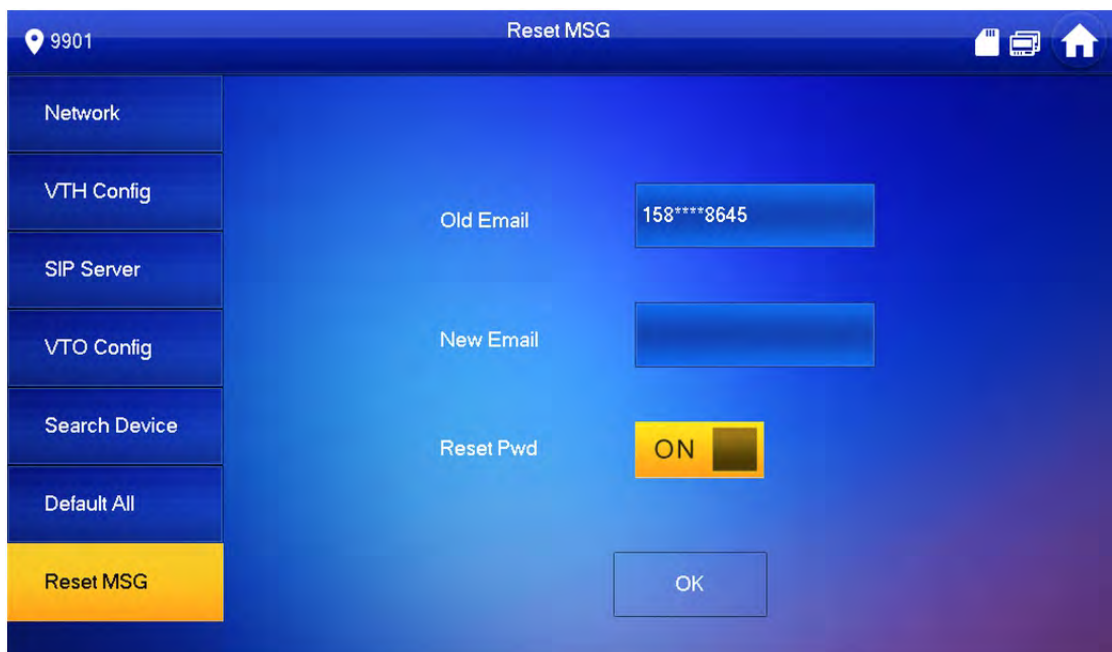 9901
Reset MSG
Network
VTH Config
SIP Server
VTO Config
Search Device
Default All
Reset MSG
Old Email
158****8645
New Email
Reset Pwd
ON
OK